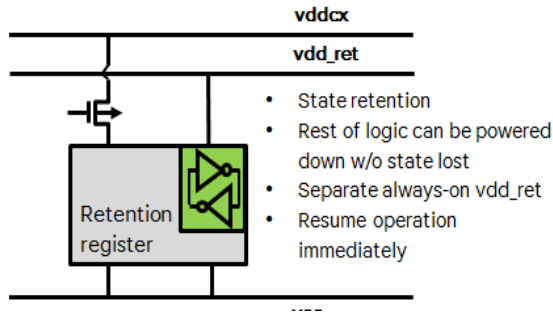 vddcx
vdd_ret
• State retention
• Rest of logic can be powered
down w/o state lost
• Separate always-on vdd_ret
• Resume operation
immediately
Retention
register